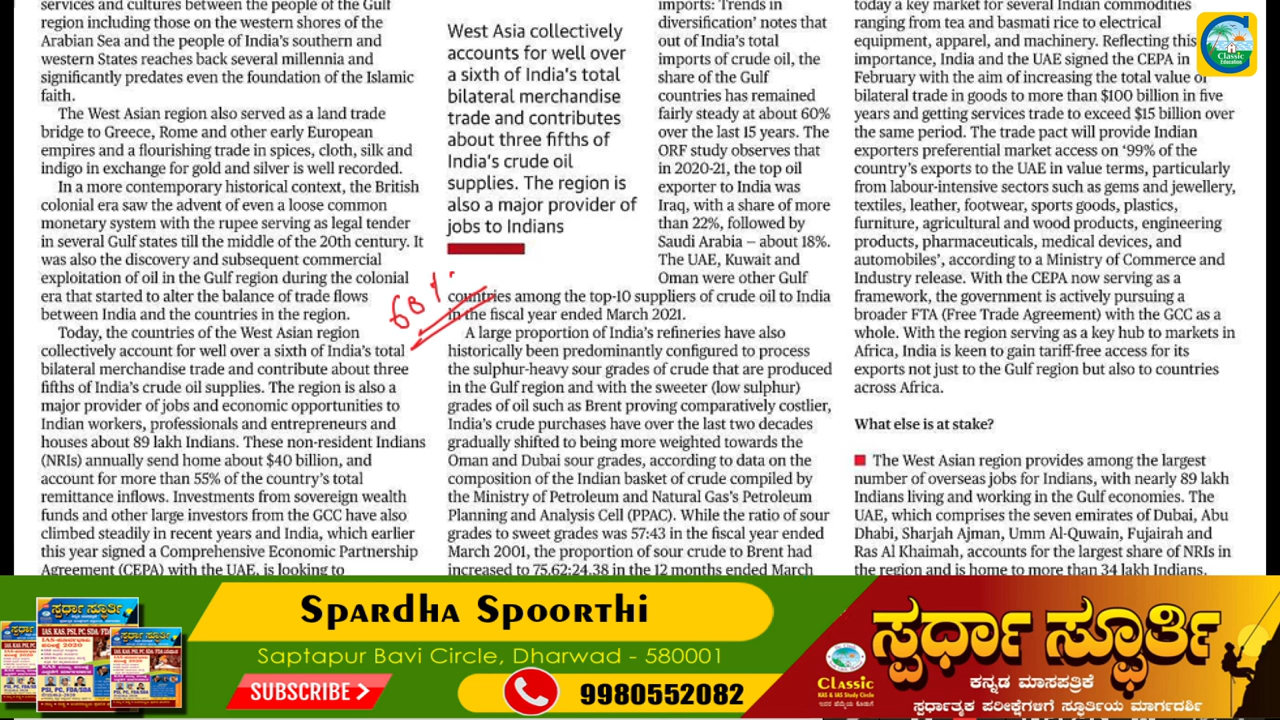 services and cultures between the people of the Gulf
region including those on the western shores of the
Arabian Sea and the people of India's southern and
western States reaches back several millennia and
significantly predates even the foundation of the Islamic
faith.
The West Asian region also served as a land trade
bridge to Greece, Rome and other early European
empires and a flourishing trade in spices, cloth, silk and
indigo in exchange for gold and silver is well recorded.
In a more contemporary historical context, the British
colonial era saw the advent of even a loose common
monetary system with the rupee serving as legal tender
in several Gulf states till the middle of the 20th century. It
was also the discovery and subsequent commercial
exploitation of oil in the Gulf region during the colonial
era that started to alter the balance of trade flows
between India and the countries in the region.
Today, the countries of the West Asian region
collectively account for well over a sixth of India's total
bilateral merchandise trade and contribute about three
fifths of India's crude oil supplies. The region is also a
major provider of jobs and economic opportunities to
Indian workers, professionals and entrepreneurs and
houses about 89 lakh Indians. These non-resident Indians
(NRIs) annually send home about $40 billion, and
account for more than 55% of the country's total
remittance inflows. Investments from sovereign wealth
funds and other large investors from the GCC have also
climbed steadily in recent years and India, which earlier
this year signed a Comprehensive Economic Partnership
Agreement (CEPA) with the UAE, is looking to
West Asia collectively
accounts for well over
a sixth of India's total
bilateral merchandise
trade and contributes
about three fifths of
India's crude oil
supplies. The region is
also a major provider of
jobs to Indians
imports: Trends in
diversification' notes that
out of India's total
imports of crude oil, the
share of the Gulf
countries has remained
fairly steady at about 60%
over the last 15 years. The
ORF study observes that
in 2020-21, the top oil
exporter to India was
Iraq, with a share of more
than 22%, followed by
Saudi Arabia — about 18%.
The UAE, Kuwait and
Oman were other Gulf
countries among the top-10 suppliers of crude oil to India
in the fiscal year ended March 2021.
A large proportion of India's refineries have also
historically been predominantly configured to process
the sulphur-heavy sour grades of crude that are produced
in the Gulf region and with the sweeter (low sulphur)
grades of oil such as Brent proving comparatively costlier,
India's crude purchases have over the last two decades
gradually shifted to being more weighted towards the
Oman and Dubai sour grades, according to data on the
composition of the Indian basket of crude compiled by
the Ministry of Petroleum and Natural Gas's Petroleum
Planning and Analysis Cell (PPAC). While the ratio of sour
grades to sweet grades was 57:43 in the fiscal year ended
March 2001, the proportion of sour crude to Brent had
increased to 75.62:24.38 in the 12 months ended March
today a key market for several Indian commodities
ranging from tea and basmati rice to electrical
equipment, apparel, and machinery. Reflecting this
importance, India and the UAE signed the CEPA in
February with the aim of increasing the total value of
bilateral trade in goods to more than $100 billion in five
years and getting services trade to exceed $15 billion over
the same period. The trade pact will provide Indian
exporters preferential market access on '99% of the
country's exports to the UAE in value terms, particularly
from labour-intensive sectors such as gems and jewellery,
textiles, leather, footwear, sports goods, plastics,
furniture, agricultural and wood products, engineering
products, pharmaceuticals, medical devices, and
automobiles', according to a Ministry of Commerce and
Industry release. With the CEPA now serving as a
framework, the government is actively pursuing a
broader FTA (Free Trade Agreement) with the GCC as a
whole. With the region serving as a key hub to markets in
Africa, India is keen to gain tariff-free access for its
exports not just to the Gulf region but also to countries
across Africa.
What else is at stake?
The West Asian region provides among the largest
number of overseas jobs for Indians, with nearly 89 lakh
Indians living and working in the Gulf economies. The
UAE, which comprises the seven emirates of Dubai, Abu
Dhabi, Sharjah Ajman, Umm Al-Quwain, Fujairah and
Ras Al Khaimah, accounts for the largest share of NRIs in
the region and is home to more than 34 lakh Indians.
Classic
Education
Spardha Spoorthi
Saptapur Bavi Circle, Dharwad - 58000
SUBSCRIBE
9980552082
ಸ್ಪರ್ಧಾ ಸ್ಫೂರ್ತಿ
ಕನ್ನಡ ಮಾಸಪತ್ರಿಕೆ
ಸ್ಪರ್ಧಾತ್ಮಕ ಪರೀಕ್ಷೆಗಳಿಗೆ ಸ್ಫೂರ್ತಿಯ ಮಾರ್ಗದರ್ಶಿ
Classic
KAS & IAS Study Circle